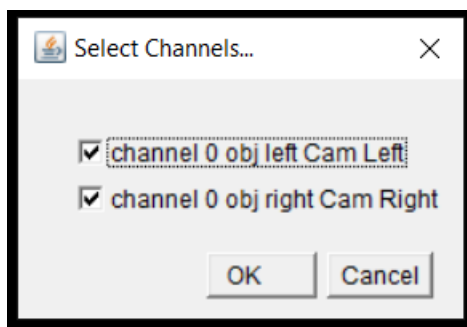 Select Channels...
channel 0 obj left Cam Left
channel 0 obj right Cam Right
OK Cancel